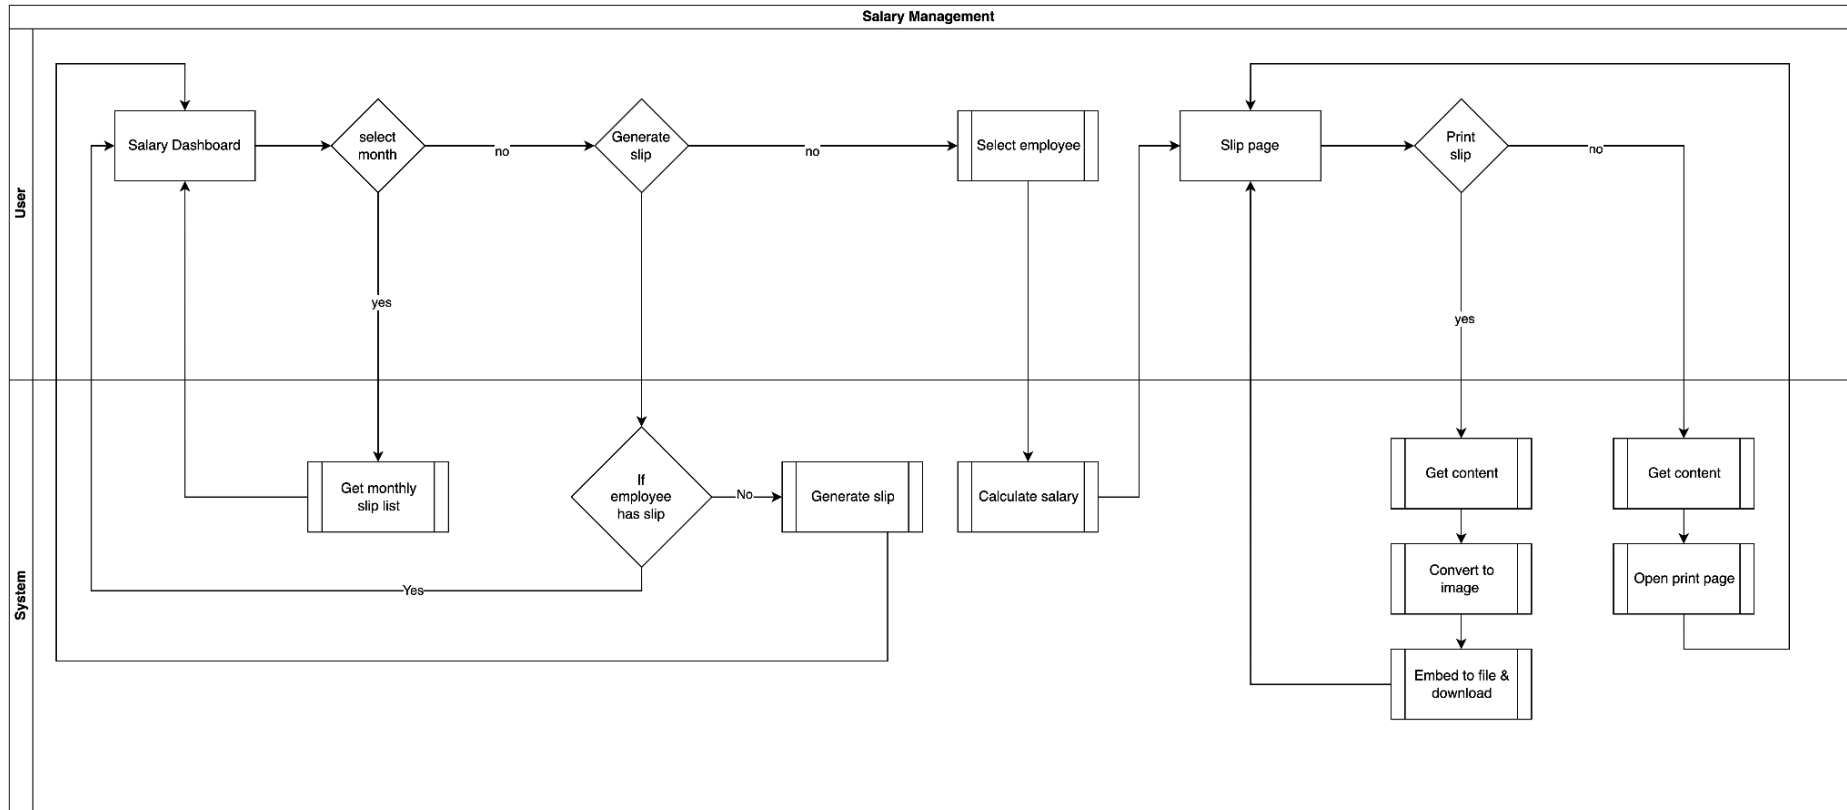 Salary Management
User
Salary Dashboard
select
month
no
Generate
slip
no
Select employee
Slip page
Print
slip
no
yes
yes
System
Get monthly
slip list
If
employee
has slip
No
Generate slip
Calculate salary
Yes
Get content
Get content
Convert to
image
Open print page
Embed to file &
download